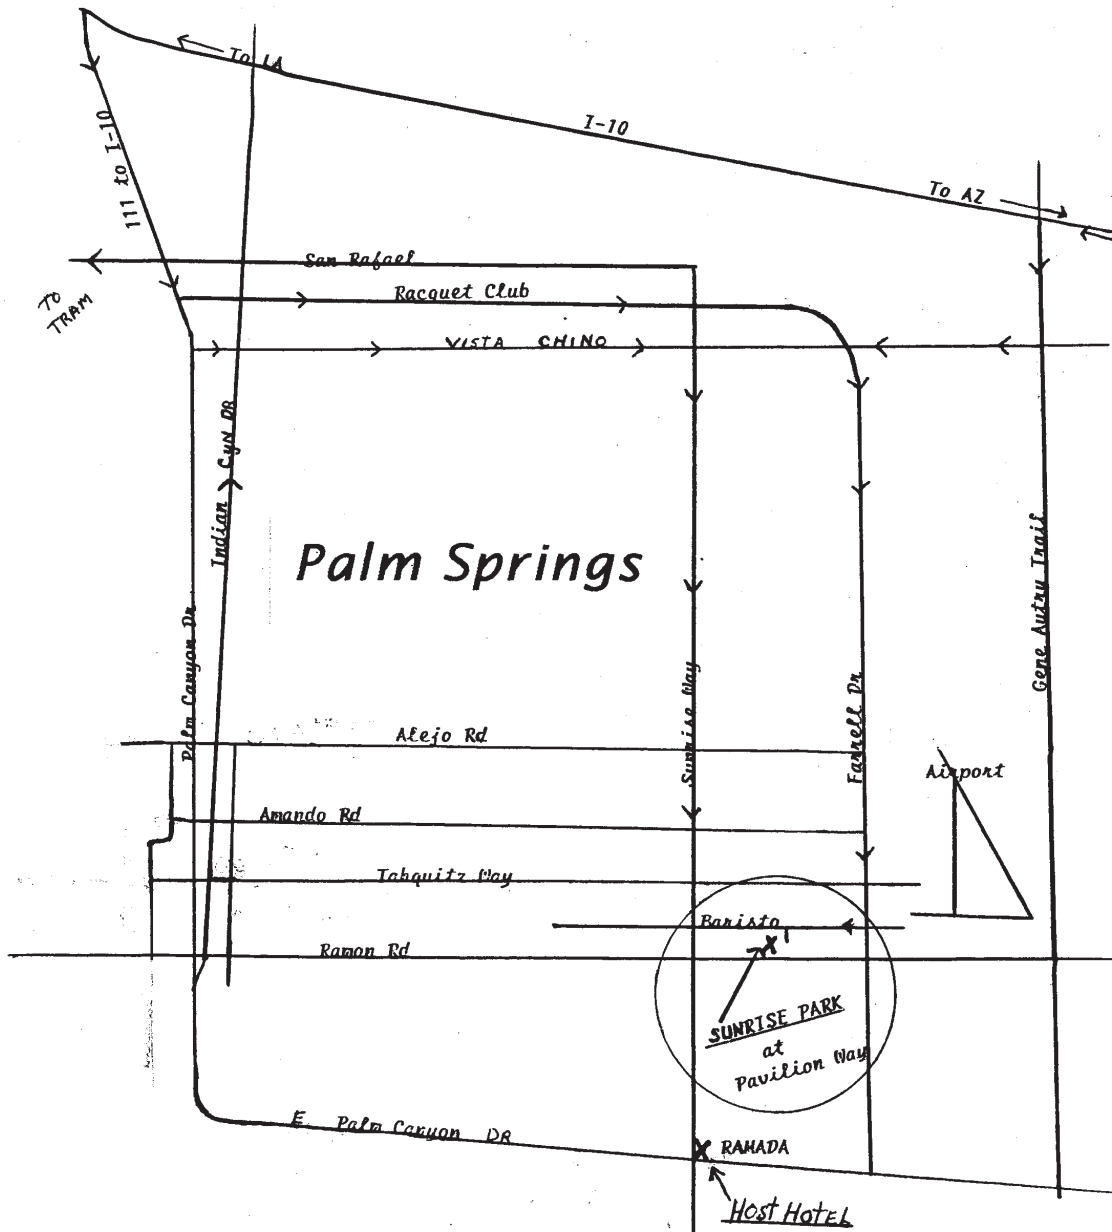 To LA
I-10
111 to I-10
To AZ
San Rafael
TO
TRAM
Racquet Club
VISTA CHINO
Indian CyN DR
Palm Springs
Gene Autry Trail
Palm Canyon Dr
Sunrise Way
Farrell Dr
Alejo Rd
Airport
Amando Rd
Tahquitz Way
Baristo
X
Ramon Rd
SUNRISE PARK
at
Pavilion Way
E. Palm Canyon DR
X RAMADA
HOST HOTEL